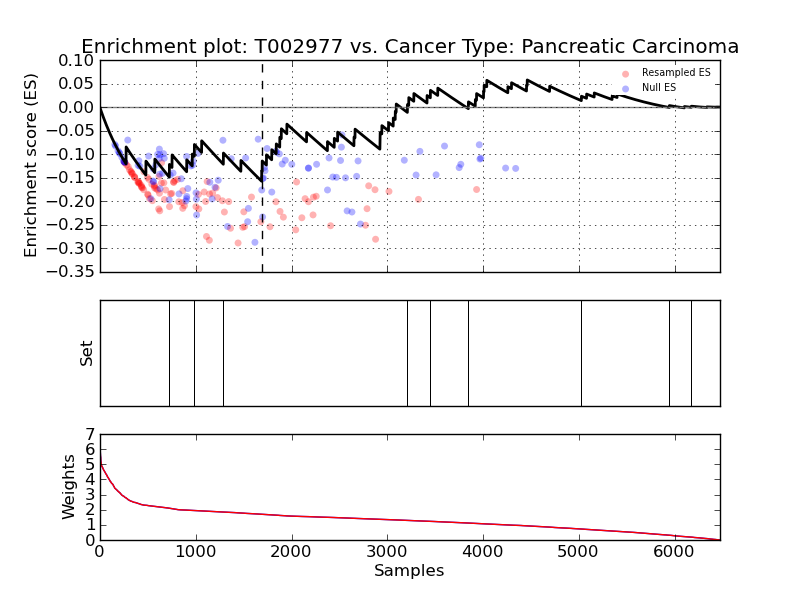 Enrichment plot: T002977 vs. Cancer Type: Pancreatic Carcinoma
Enrichment score (ES)
0.10
0.05
0.00
−0.05
−0.10
−0.15
−0.20
−0.25
−0.30
−0.35
Resampled ES
Null ES
Set
Weights
7
6
5
4
3
2
1
0
0 1000 2000 3000 4000 5000 6000
Samples